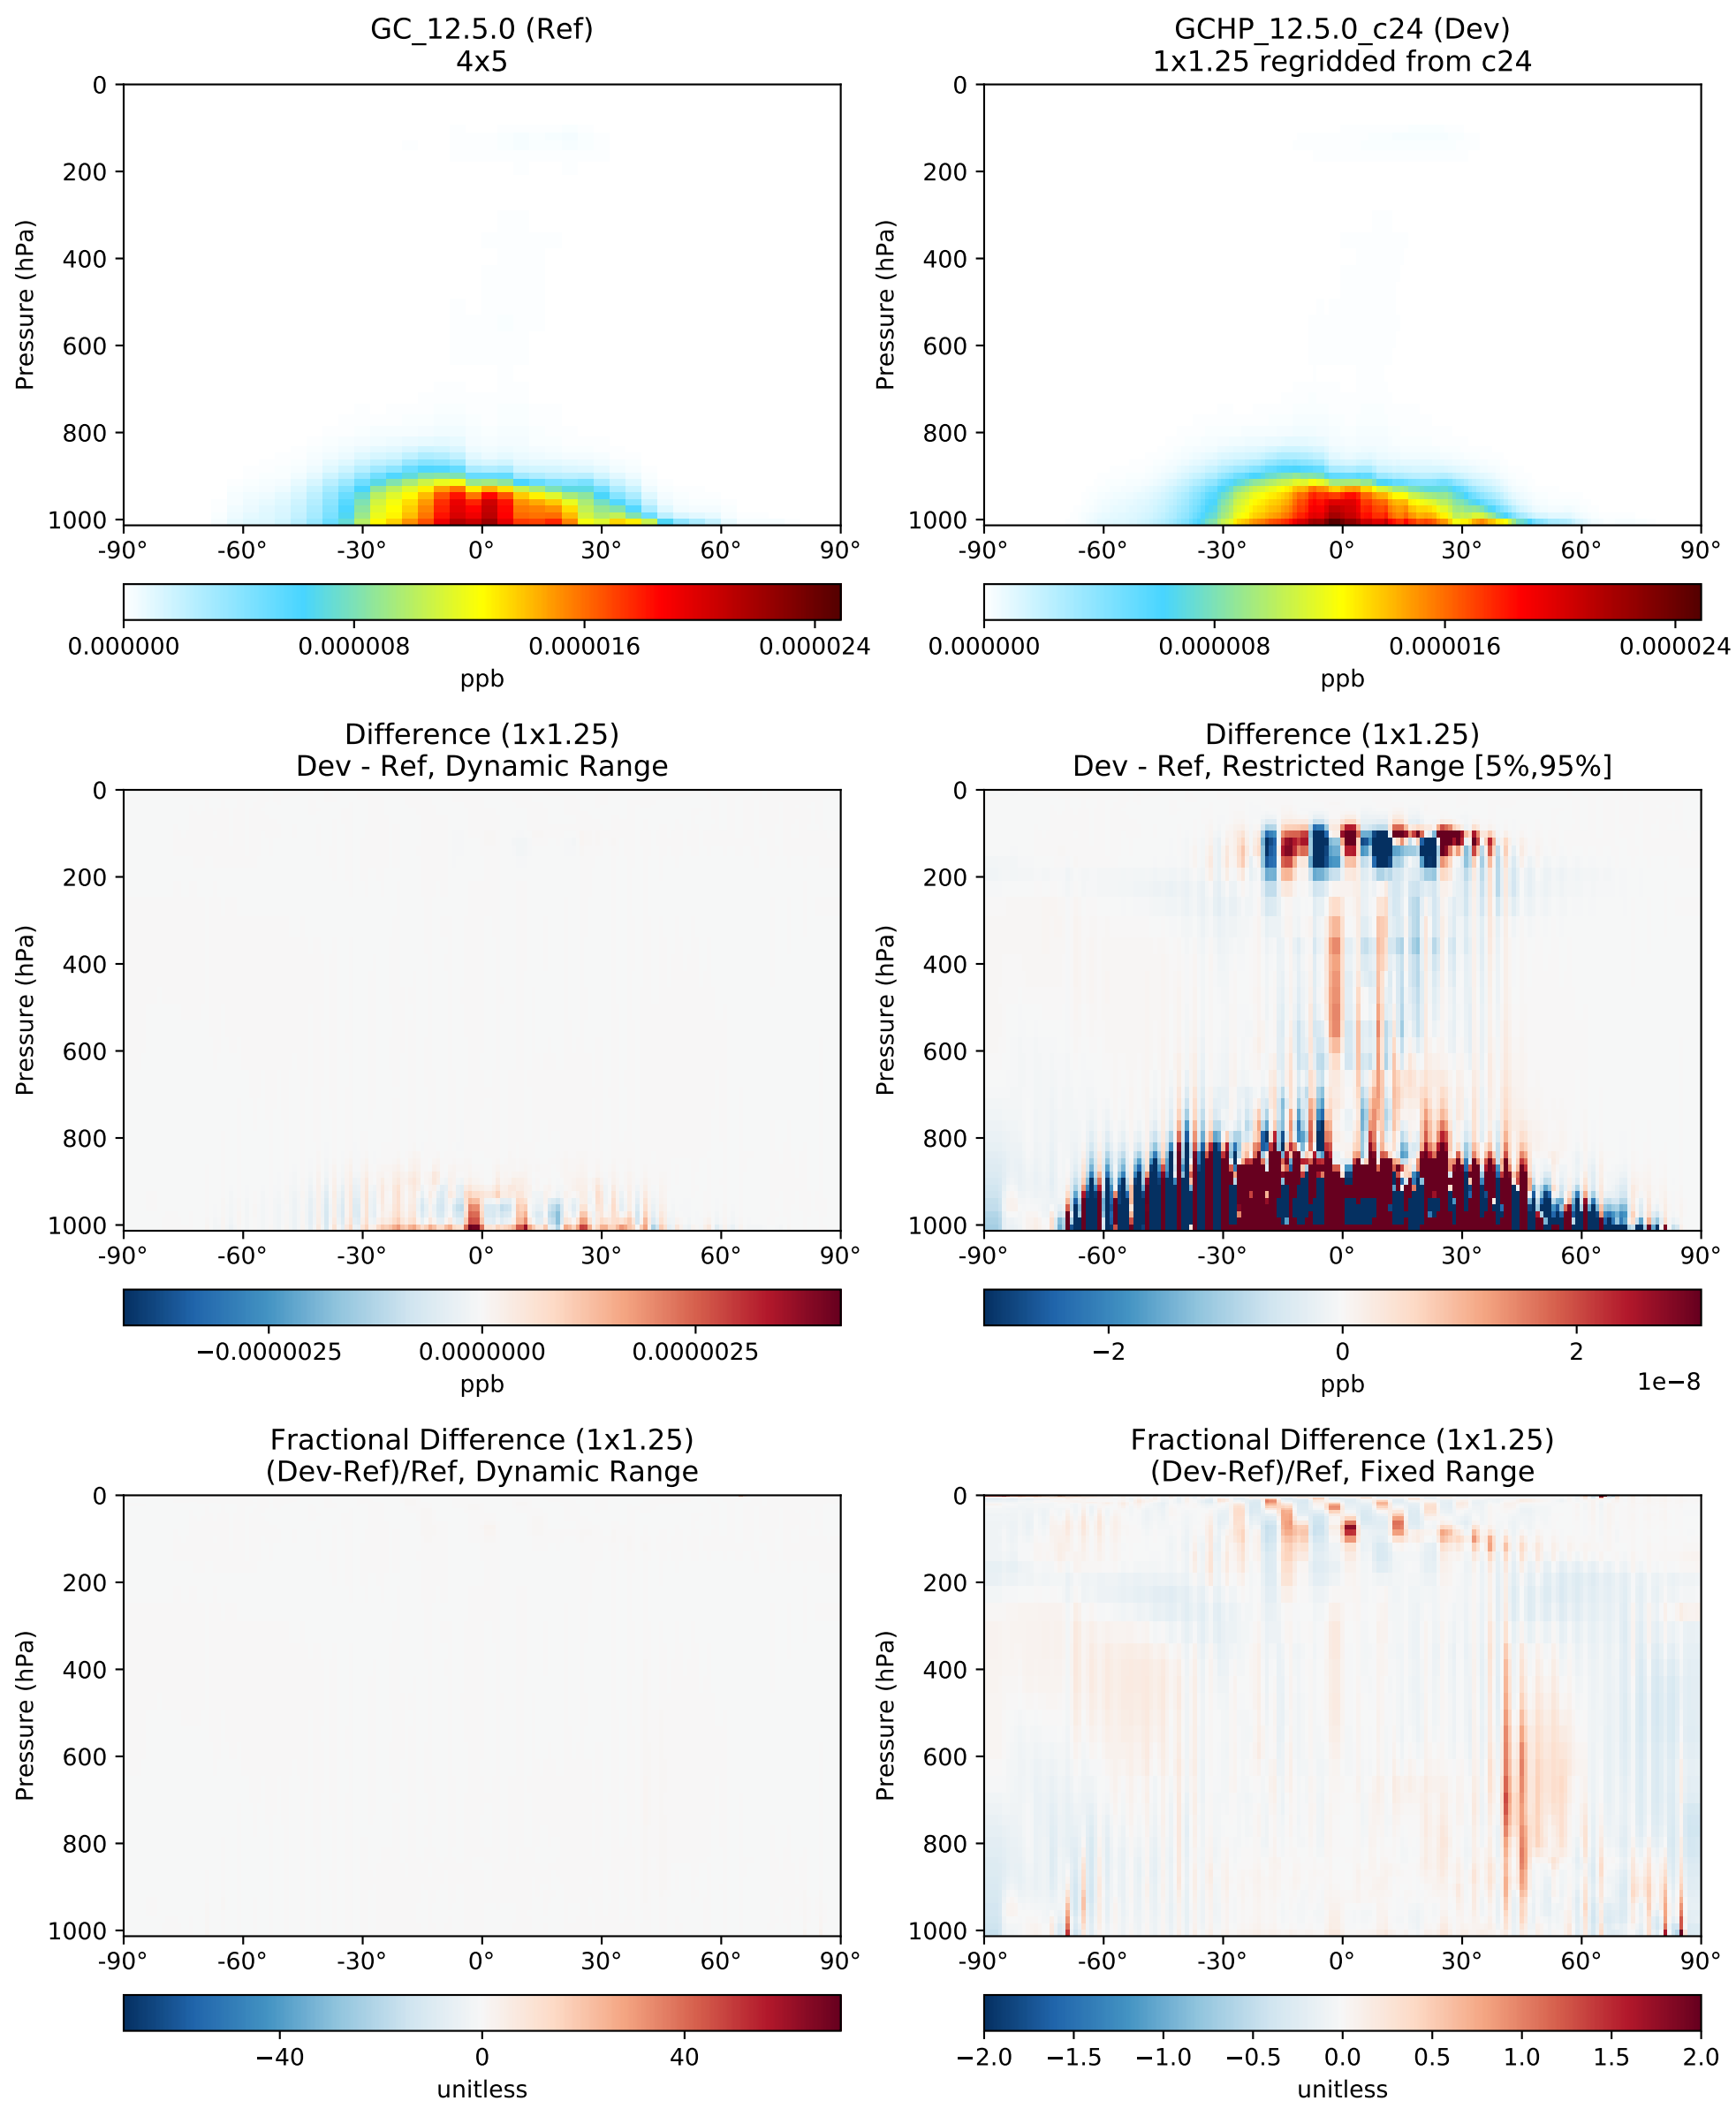 GC_12.5.0 (Ref)
4x5
0
200
400
600
800
1000
Pressure (hPa)
-90° -60° -30° 0° 30° 60° 90°
0.000000 0.000008 0.000016 0.000024
ppb
GCHP_12.5.0_c24 (Dev)
1x1.25 regridded from c24
0
200
400
600
800
1000
Pressure (hPa)
-90° -60° -30° 0° 30° 60° 90°
0.000000 0.000008 0.000016 0.000024
ppb
Difference (1x1.25)
Dev - Ref, Dynamic Range
0
200
400
600
800
1000
Pressure (hPa)
-90° -60° -30° 0° 30° 60° 90°
−0.0000025 0.0000000 0.0000025
ppb
Difference (1x1.25)
Dev - Ref, Restricted Range [5%,95%]
0
200
400
600
800
1000
Pressure (hPa)
-90° -60° -30° 0° 30° 60° 90°
−2 0 2
1e−8
ppb
Fractional Difference (1x1.25)
(Dev-Ref)/Ref, Dynamic Range
0
200
400
600
800
1000
Pressure (hPa)
-90° -60° -30° 0° 30° 60° 90°
−40 0 40
unitless
Fractional Difference (1x1.25)
(Dev-Ref)/Ref, Fixed Range
0
200
400
600
800
1000
Pressure (hPa)
-90° -60° -30° 0° 30° 60° 90°
−2.0 −1.5 −1.0 −0.5 0.0 0.5 1.0 1.5 2.0
unitless